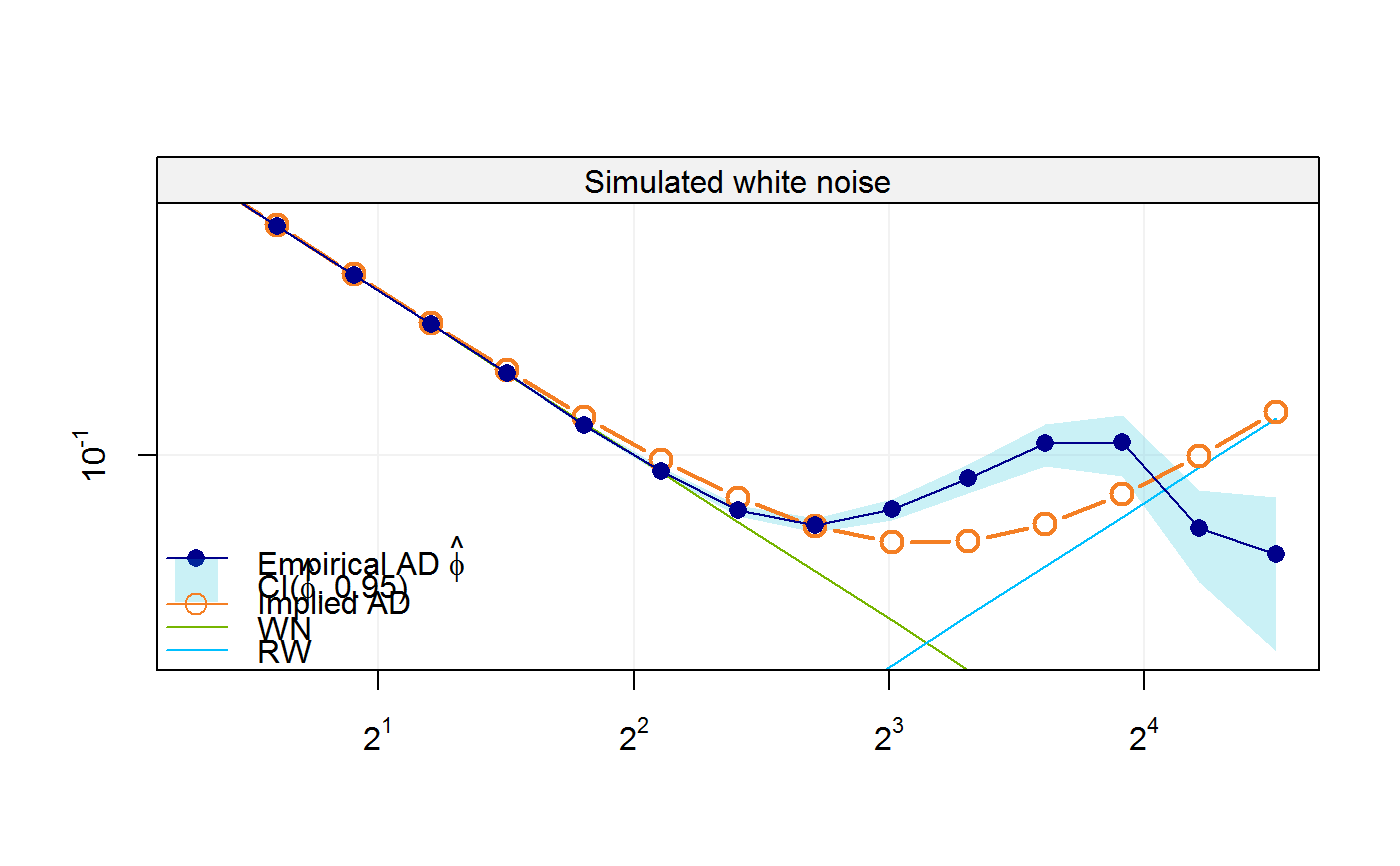 Simulated white noise
10^-1
Empirical AD ϕ̂
CI(ϕ̂, 0.95)
Implied AD
WN
RW
2^1 2^2 2^3 2^4